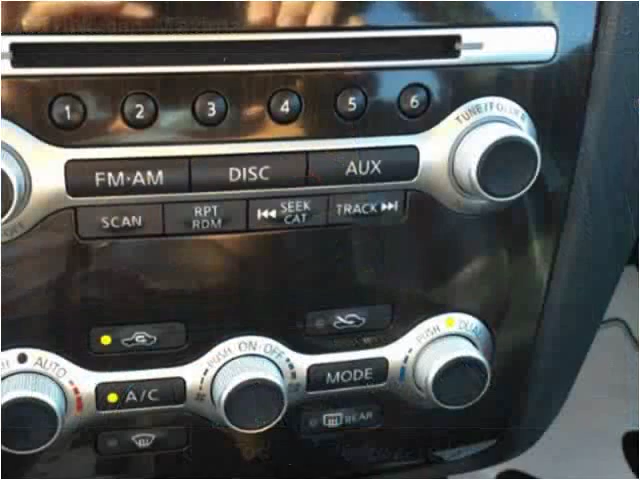 1 2 3 4 5 6
TUNE/FOLDER
FM·AM DISC AUX
SCAN RPT RDM SEEK CAT TRACK
OFF
PUSH ON·OFF
PUSH DUAL
AUTO
A/C MODE
REAR